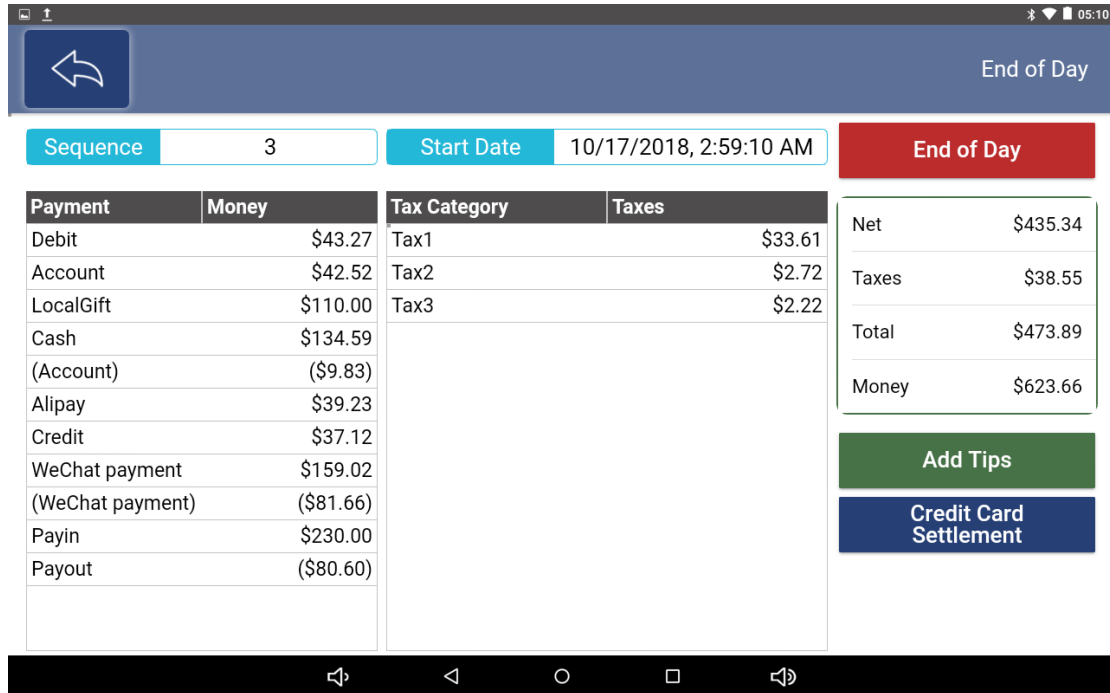 05:10
End of Day
Sequence 3 Start Date 10/17/2018, 2:59:10 AM End of Day
Payment Money Tax Category Taxes
Debit $43.27 Tax1 $33.61
Account $42.52 Tax2 $2.72
LocalGift $110.00 Tax3 $2.22
Cash $134.59
(Account) ($9.83)
Alipay $39.23
Credit $37.12
WeChat payment $159.02
(WeChat payment) ($81.66)
Payin $230.00
Payout ($80.60)
Net $435.34
Taxes $38.55
Total $473.89
Money $623.66
Add Tips
Credit Card
Settlement